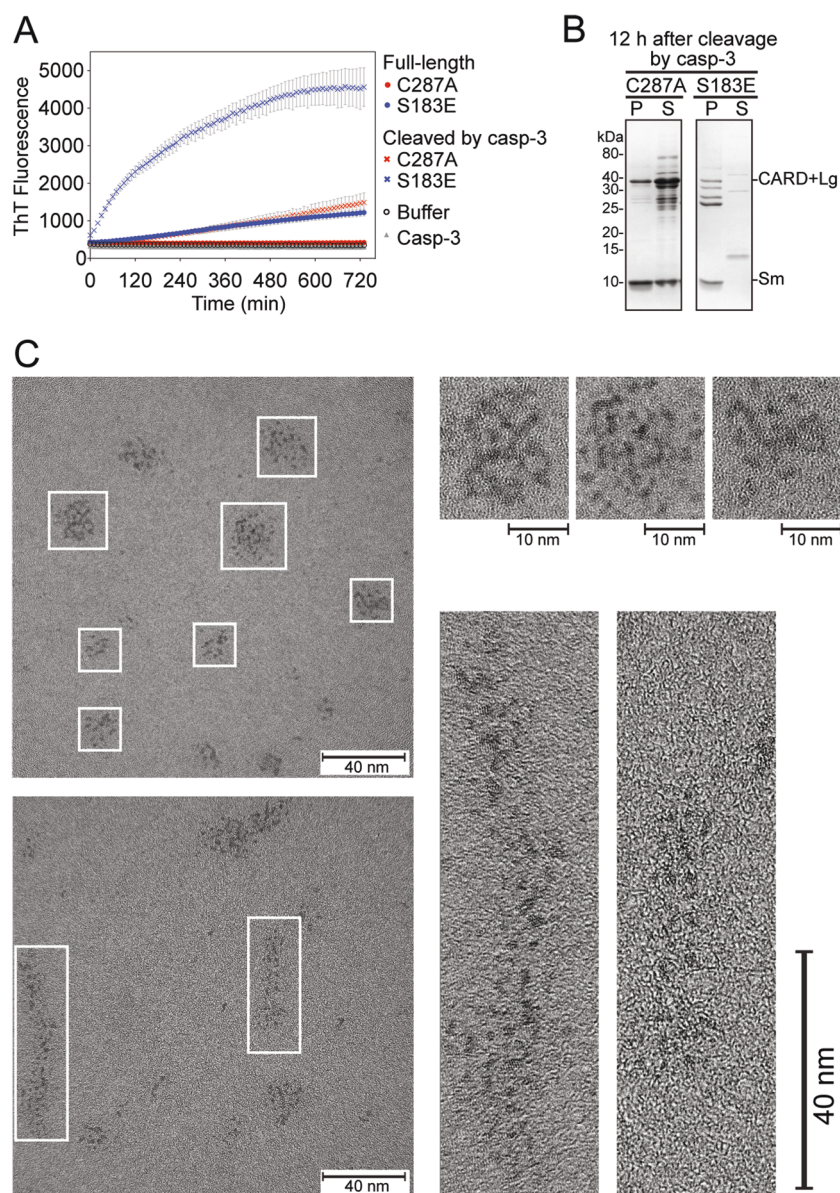 A
ThT Fluorescence
5000
4000
3000
2000
1000
0
0 120 240 360 480 600 720
Time (min)
Full-length
C287A
S183E
Cleaved by casp-3
C287A
S183E
Buffer
Casp-3
B
12 h after cleavage
by casp-3
C287A S183E
P S P S
kDa
80
40
30
25
20
15
10
CARD+Lg
Sm
C
40 nm
10 nm 10 nm 10 nm
40 nm
40 nm